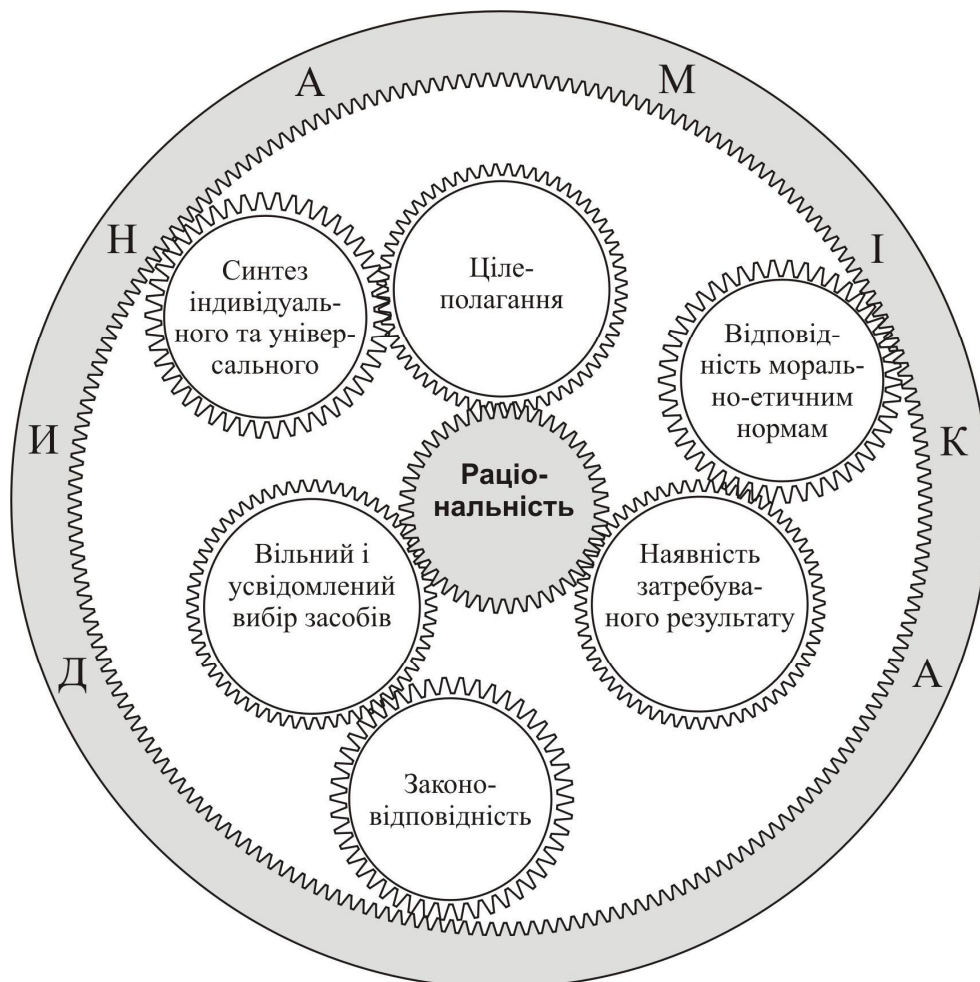 ДИНАМІКА
Синтез
індивідуаль-
ного та універ-
сального
Ціле-
полагання
Відповід-
ність мораль-
но-етичним
нормам
Раціо-
нальність
Вільний і
усвідомлений
вибір засобів
Наявність
затребува-
ного результату
Законо-
відповідність